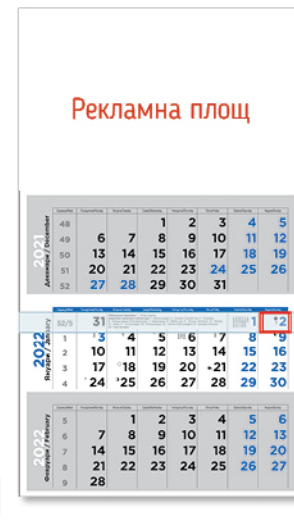 Рекламна площ
2021
Декември / December
48 1 2 3 4 5
49 6 7 8 9 10 11 12
50 13 14 15 16 17 18 19
51 20 21 22 23 24 25 26
52 27 28 29 30 31
2022
Януари / January
52/5 31 1 2
1 3 4 5 6 7 8 9
2 10 11 12 13 14 15 16
3 17 18 19 20 21 22 23
4 24 25 26 27 28 29 30
2022
Февруари / February
5 1 2 3 4 5 6
6 7 8 9 10 11 12 13
7 14 15 16 17 18 19 20
8 21 22 23 24 25 26 27
9 28